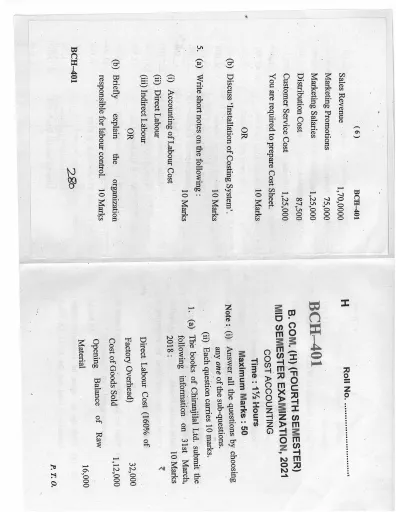 ( 6 ) BCH–401
Sales Revenue 1,70,0000
Marketing Promotions 75,000
Marketing Salaries 1,25,000
Distribution Cost 87,500
Customer Service Cost 1,25,000
You are required to prepare Cost Sheet.
10 Marks
OR
(b) Discuss 'Installation of Costing System'.
10 Marks
5. (a) Write short notes on the following :
10 Marks
(i) Accounting of Labour Cost
(ii) Direct Labour
(iii) Indirect Labour
OR
(b) Briefly explain the organization
responsible for labour control. 10 Marks
BCH–401 280
H Roll No. ..............................
BCH–401
B. COM. (H) (FOURTH SEMESTER)
MID SEMESTER EXAMINATION, 2021
COST ACCOUNTING
Time : 1½ Hours
Maximum Marks : 50
Note : (i) Answer all the questions by choosing
any one of the sub-questions.
(ii) Each question carries 10 marks.
1. (a) The books of Chiranjilal Ltd. submit the
following information on 31st March,
2018 : 10 Marks
₹
Direct Labour Cost (160% of
Factory Overhead) 32,000
Cost of Goods Sold 1,12,000
Opening Balance of Raw
Material 16,000
P. T. O.